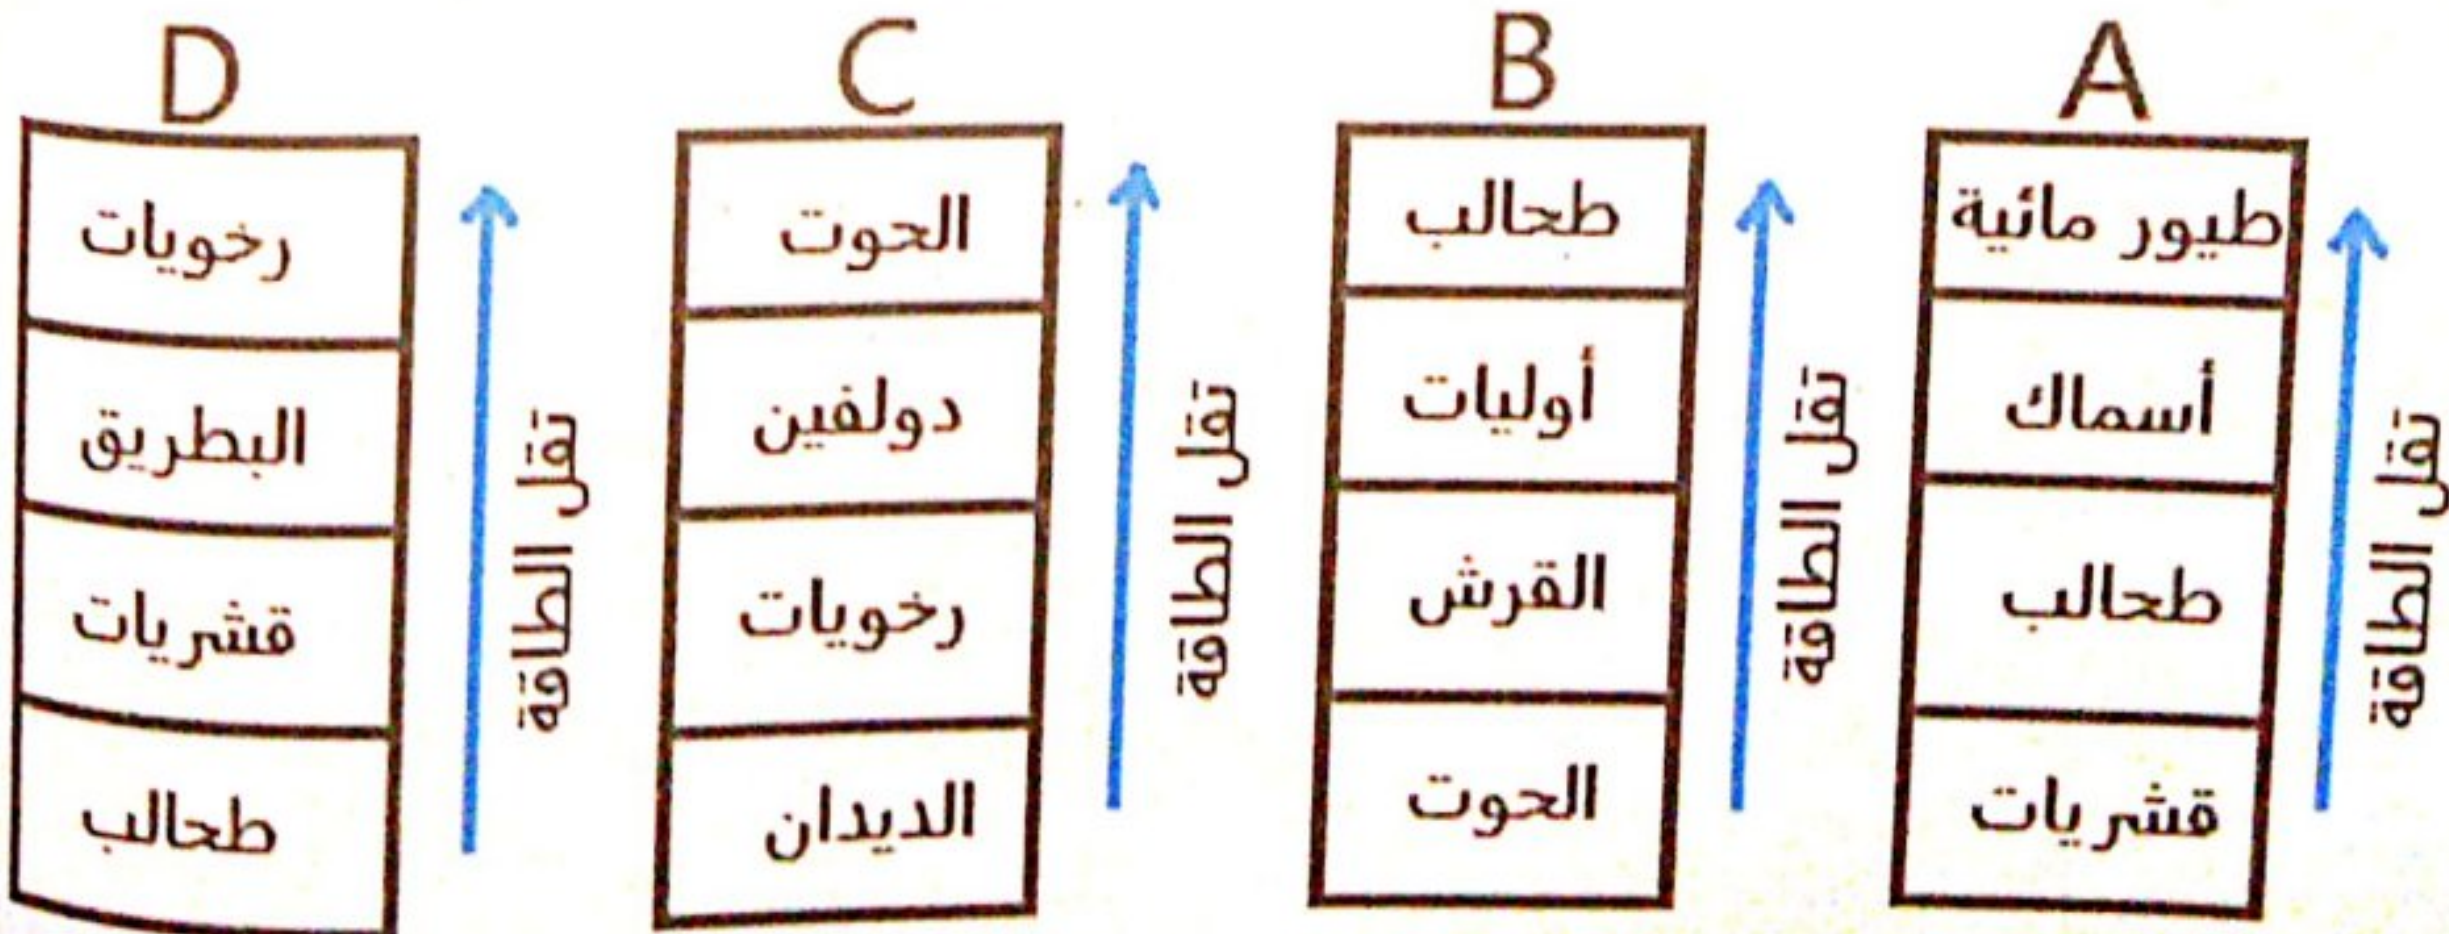 A
طيور مائية
أسماك
طحالب
قشريات
تقل الطاقة
B
طحالب
أوليات
القرش
الحوت
تقل الطاقة
C
الحوت
دولفين
رخويات
الديدان
تقل الطاقة
D
رخويات
البطريق
قشريات
طحالب
تقل الطاقة